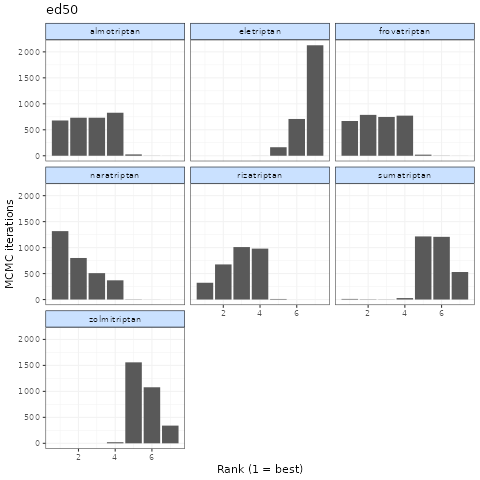 ed50
almotriptan eletriptan frovatriptan
2000
1500
1000
500
0
naratriptan rizatriptan sumatriptan
2000
1500
1000
500
0
2 4 6 2 4 6
zolmitriptan
2000
1500
1000
500
0
2 4 6
MCMC iterations
Rank (1 = best)